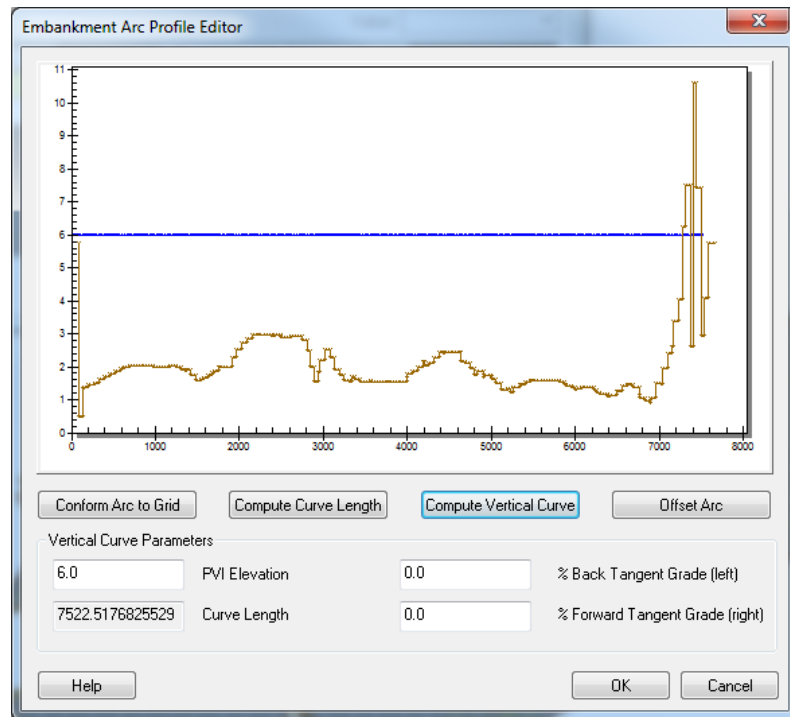 Embankment Arc Profile Editor
11
10
9
8
7
6
5
4
3
2
1
0
0 1000 2000 3000 4000 5000 6000 7000 8000
Conform Arc to Grid Compute Curve Length Compute Vertical Curve Offset Arc
Vertical Curve Parameters
6.0 PVI Elevation 0.0 % Back Tangent Grade (left)
7522.5176825529 Curve Length 0.0 % Forward Tangent Grade (right)
Help OK Cancel